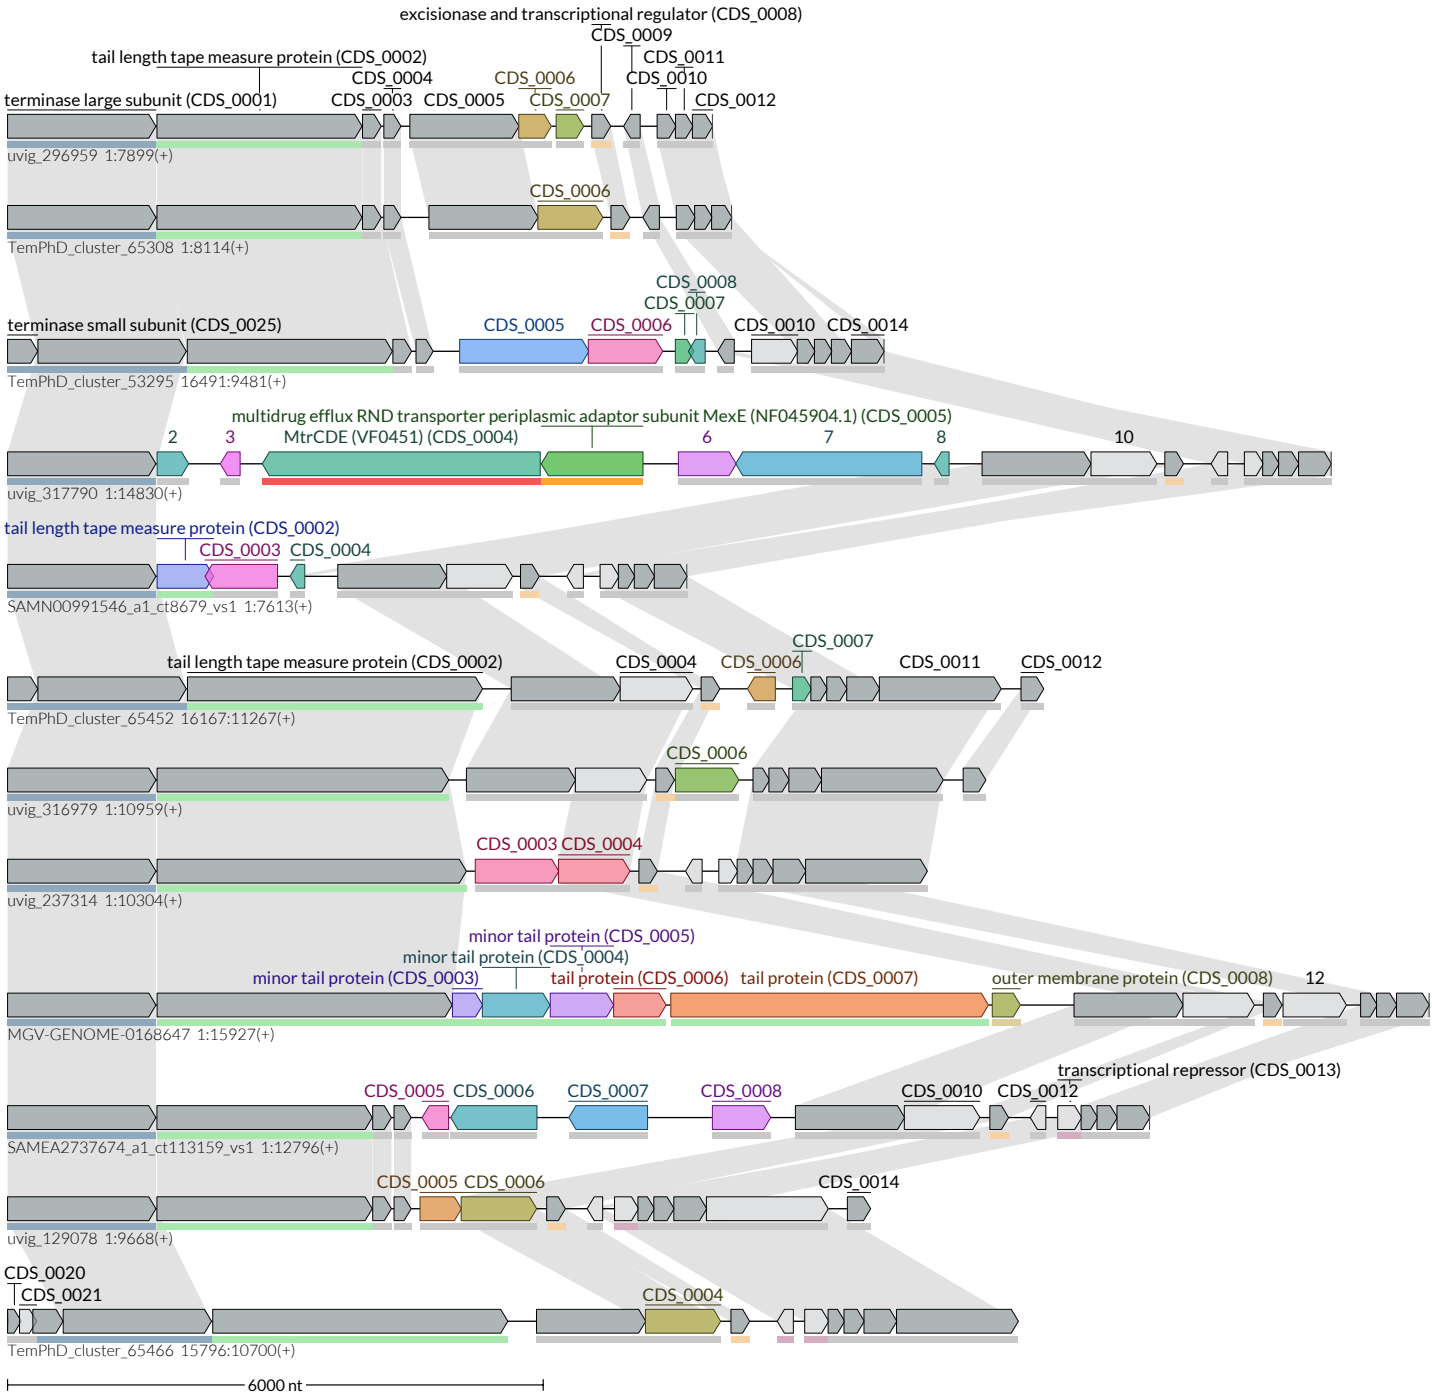 excisionase and transcriptional regulator (CDS_0008)
CDS_0009
tail length tape measure protein (CDS_0002) CDS_0011
CDS_0004 CDS_0006 CDS_0010
terminase large subunit (CDS_0001) CDS_0003 CDS_0005 CDS_0007 CDS_0012
uvig_296959 1:7899(+)
CDS_0006
TemPhD_cluster_65308 1:8114(+)
CDS_0008
CDS_0007
terminase small subunit (CDS_0025) CDS_0005 CDS_0006 CDS_0010 CDS_0014
TemPhD_cluster_53295 16491:9481(+)
multidrug efflux RND transporter periplasmic adaptor subunit MexE (NF045904.1) (CDS_0005)
2 3 MtrCDE (VF0451) (CDS_0004) 6 7 8 10
uvig_317790 1:14830(+)
tail length tape measure protein (CDS_0002)
CDS_0003 CDS_0004
SAMN00991546_a1_ct8679_vs1 1:7613(+)
CDS_0007
tail length tape measure protein (CDS_0002) CDS_0004 CDS_0006 CDS_0011 CDS_0012
TemPhD_cluster_65452 16167:11267(+)
CDS_0006
uvig_316979 1:10959(+)
CDS_0003 CDS_0004
uvig_237314 1:10304(+)
minor tail protein (CDS_0005)
minor tail protein (CDS_0004)
minor tail protein (CDS_0003) tail protein (CDS_0006) tail protein (CDS_0007) outer membrane protein (CDS_0008) 12
MGV-GENOME-0168647 1:15927(+)
transcriptional repressor (CDS_0013)
CDS_0005 CDS_0006 CDS_0007 CDS_0008 CDS_0010 CDS_0012
SAMEA2737674_a1_ct113159_vs1 1:12796(+)
CDS_0005 CDS_0006 CDS_0014
uvig_129078 1:9668(+)
CDS_0020
CDS_0021 CDS_0004
TemPhD_cluster_65466 15796:10700(+)
6000 nt